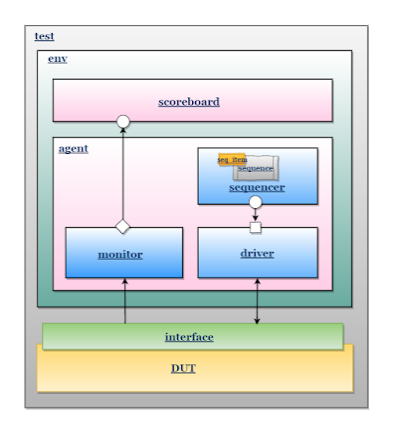 test
env
scoreboard
agent
seq_item
sequence
sequencer
monitor
driver
interface
DUT